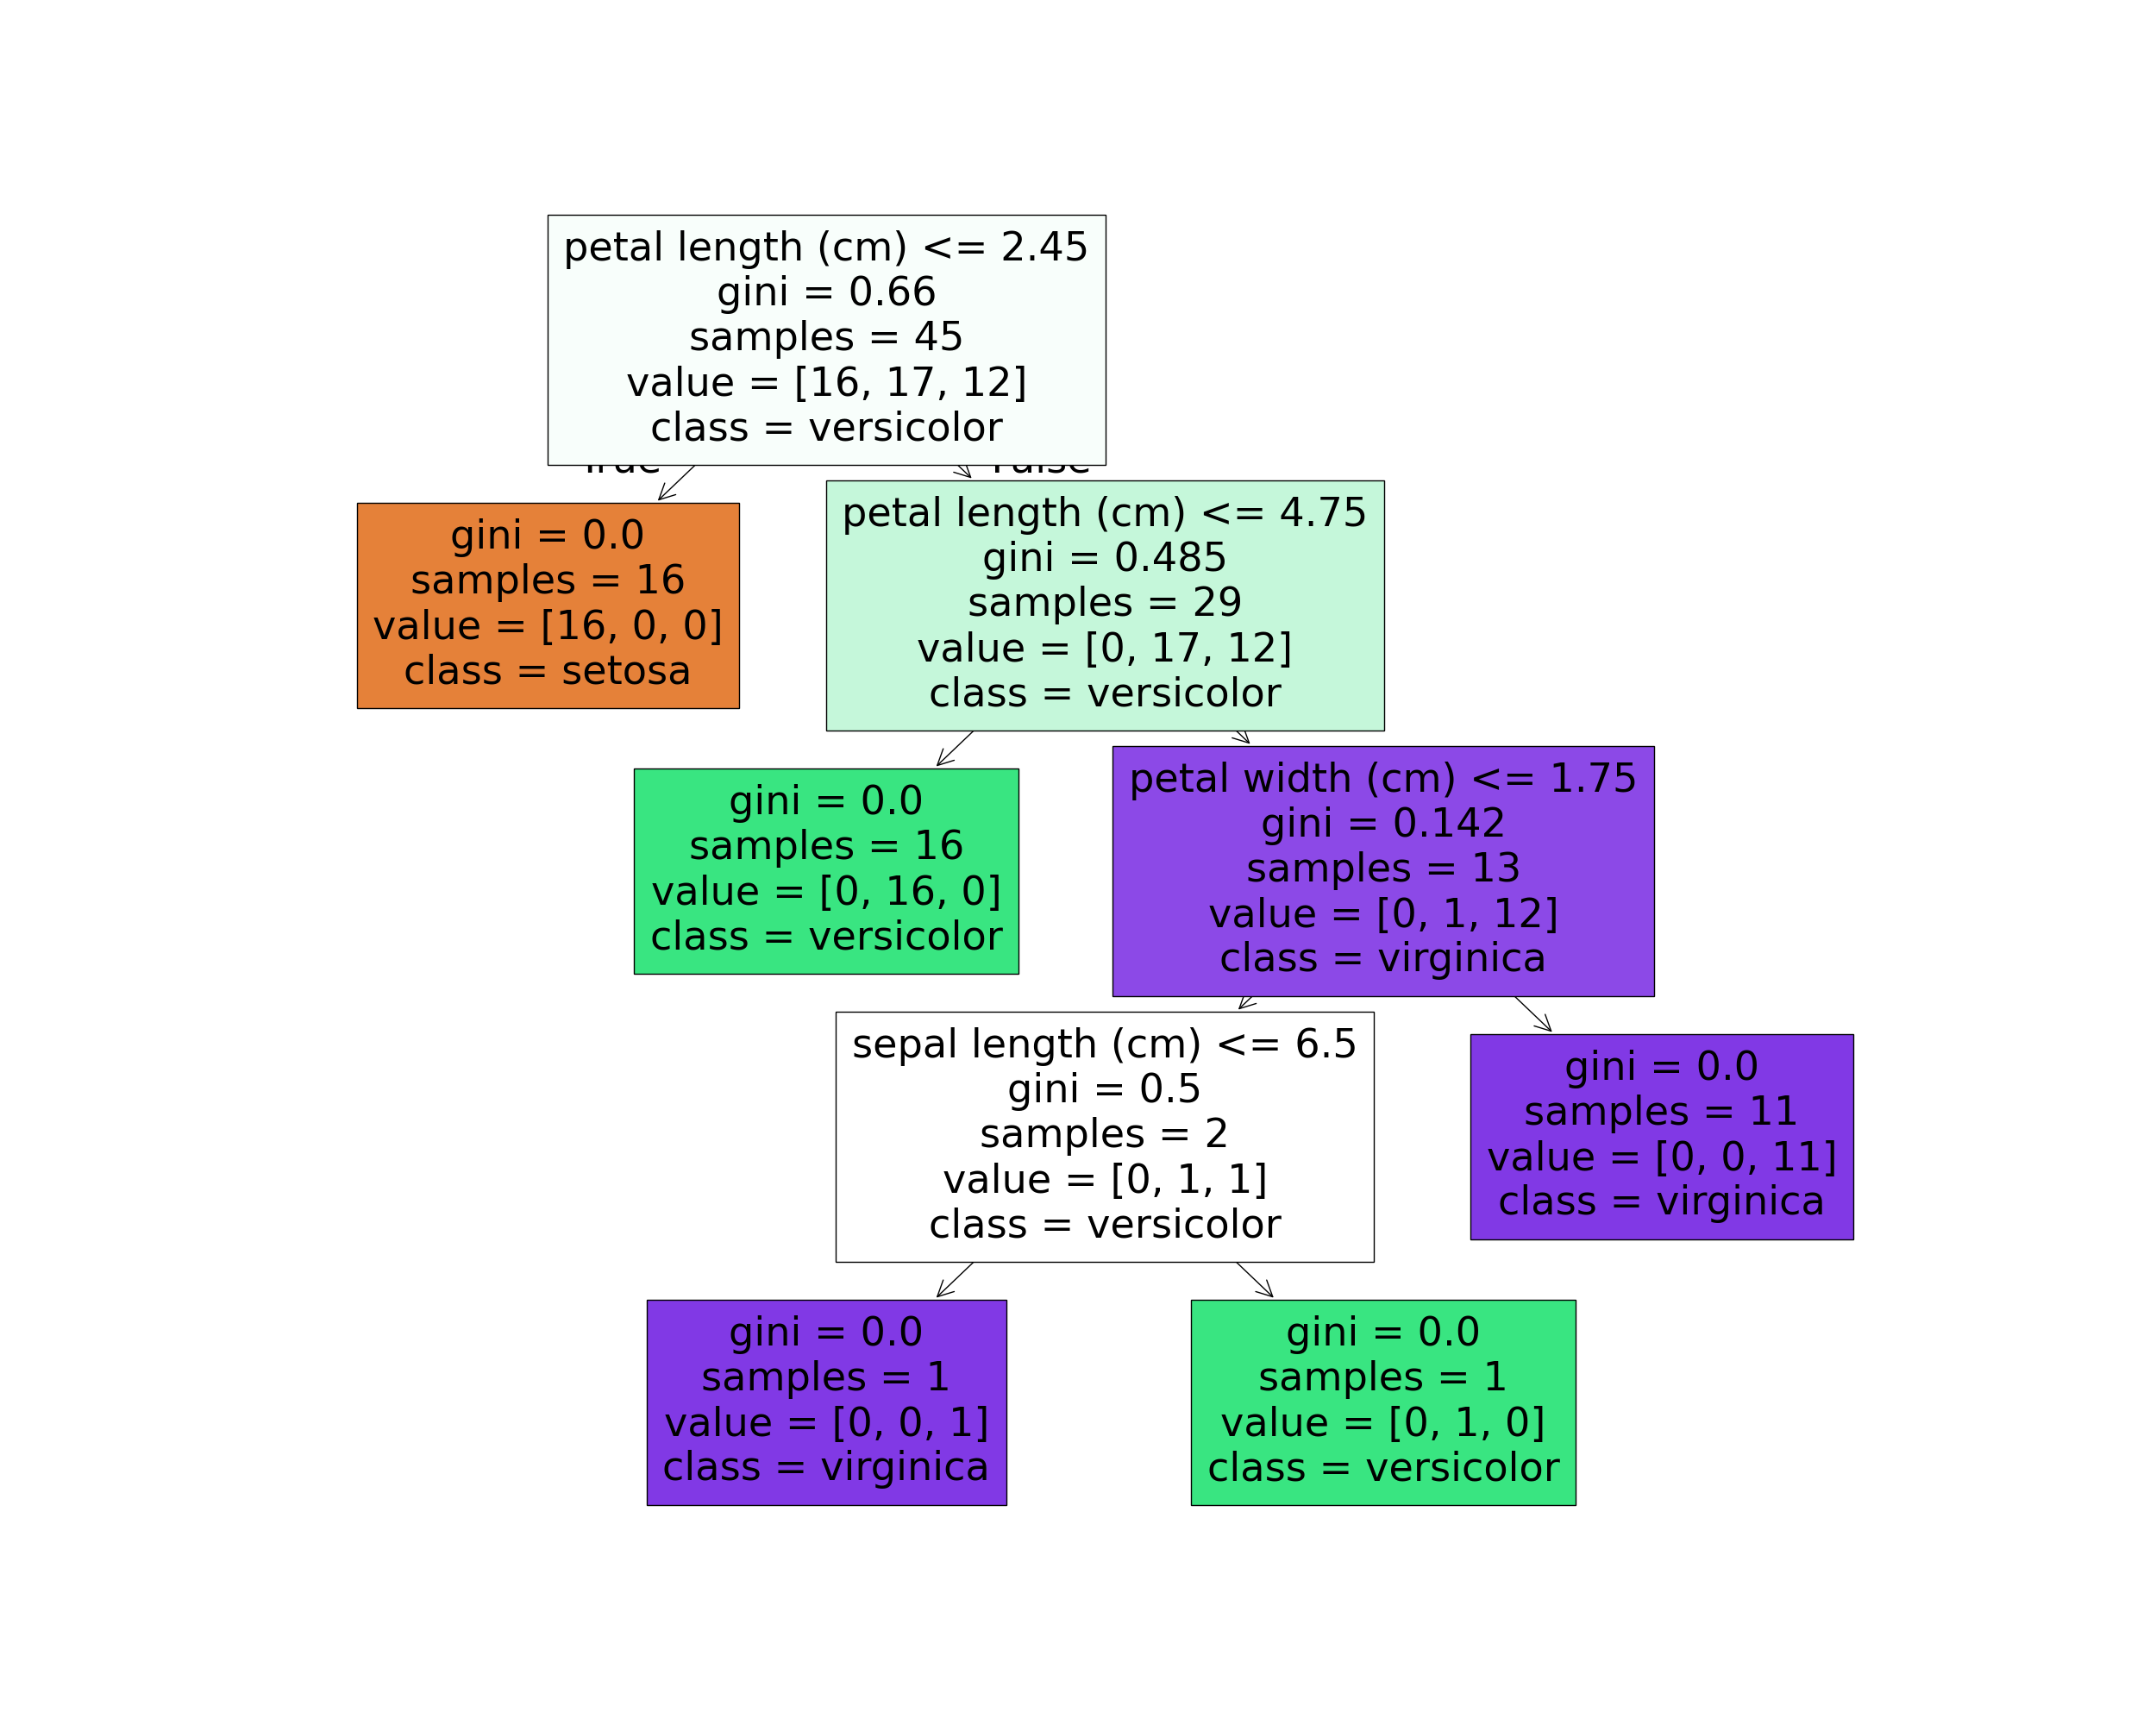 petal length (cm) <= 2.45
gini = 0.66
samples = 45
value = [16, 17, 12]
class = versicolor
gini = 0.0
samples = 16
value = [16, 0, 0]
class = setosa
petal length (cm) <= 4.75
gini = 0.485
samples = 29
value = [0, 17, 12]
class = versicolor
gini = 0.0
samples = 16
value = [0, 16, 0]
class = versicolor
petal width (cm) <= 1.75
gini = 0.142
samples = 13
value = [0, 1, 12]
class = virginica
sepal length (cm) <= 6.5
gini = 0.5
samples = 2
value = [0, 1, 1]
class = versicolor
gini = 0.0
samples = 11
value = [0, 0, 11]
class = virginica
gini = 0.0
samples = 1
value = [0, 0, 1]
class = virginica
gini = 0.0
samples = 1
value = [0, 1, 0]
class = versicolor